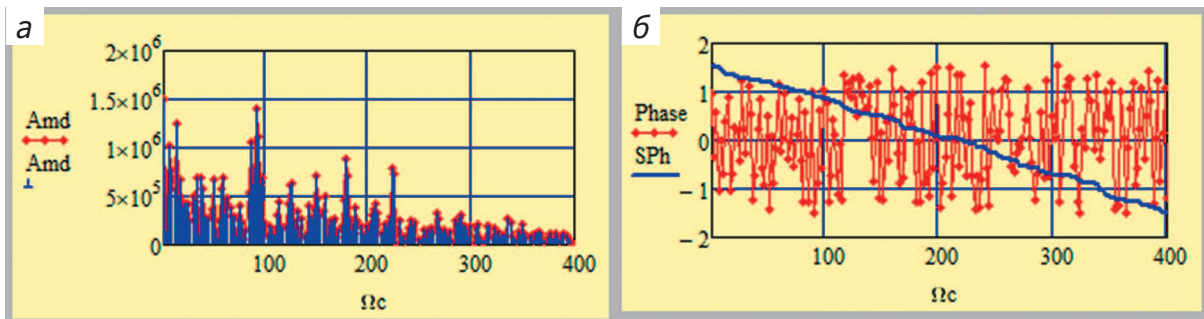 а
2×10⁶
1.5×10⁶
1×10⁶
5×10⁵
0
Amd
Amd
100
200
300
400
Ωc
б
2
1
0
− 1
− 2
Phase
SPh
100
200
300
400
Ωc